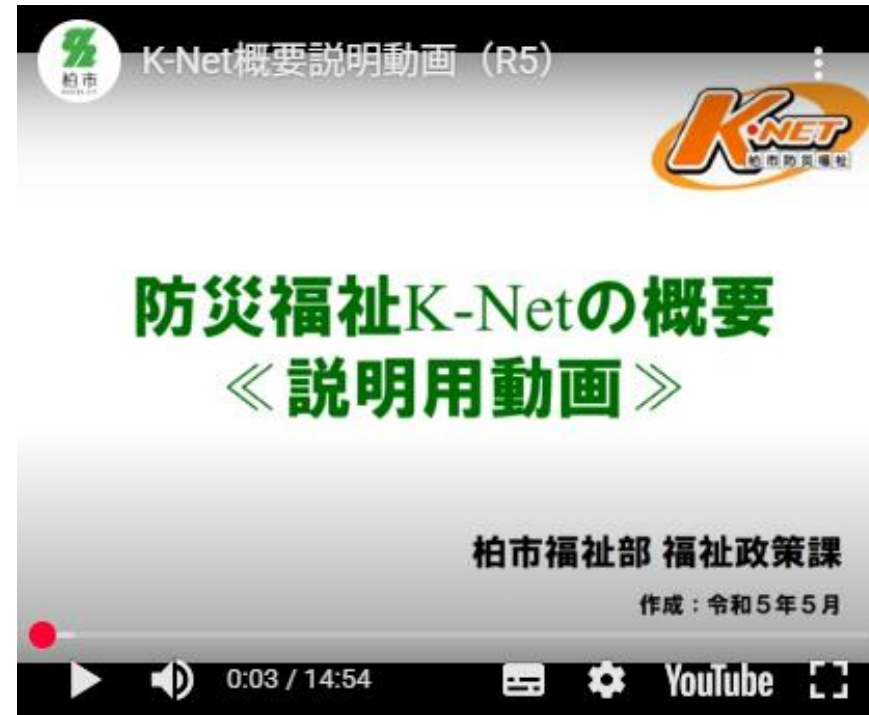 柏市
K-Net概要説明動画（R5）
K-NET
柏市防災福祉
防災福祉K-Netの概要
≪説明用動画≫
柏市福祉部 福祉政策課
作成：令和５年５月
0:03 / 14:54
YouTube